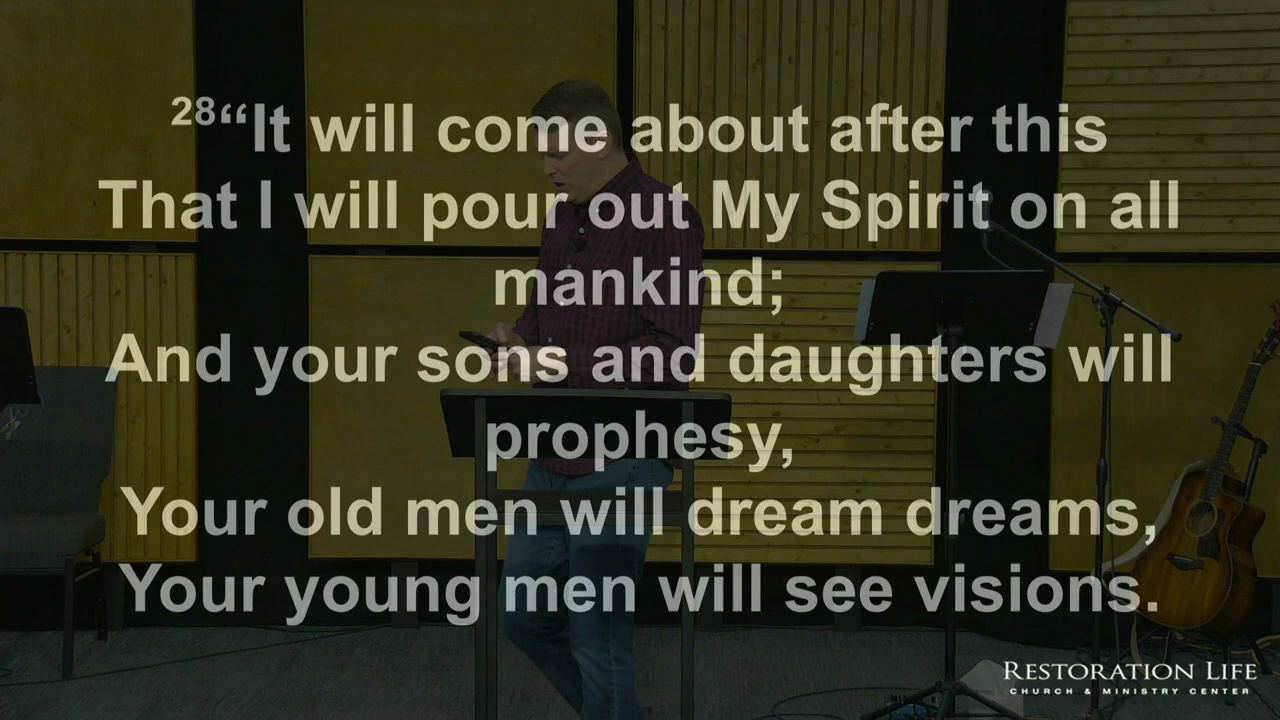 28“It will come about after this
That I will pour out My Spirit on all
mankind;
And your sons and daughters will
prophesy,
Your old men will dream dreams,
Your young men will see visions.
RESTORATION LIFE
CHURCH & MINISTRY CENTER